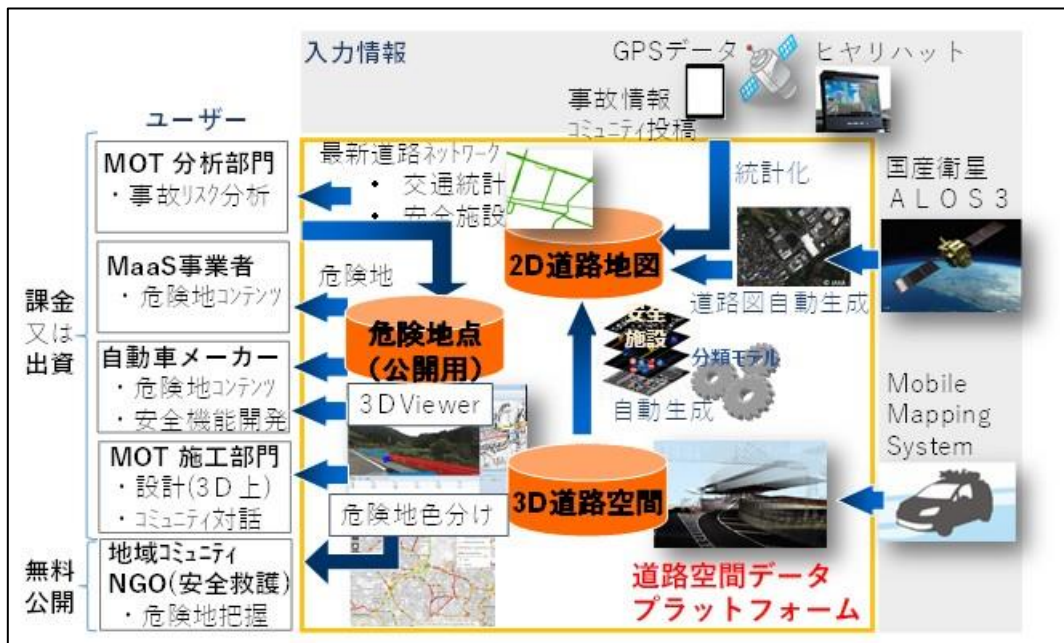 入力情報
GPSデータ
ヒヤリハット
事故情報
コミュニティ投稿
ユーザー
MOT 分析部門
・事故リスク分析
MaaS事業者
・危険地コンテンツ
自動車メーカー
・危険地コンテンツ
・安全機能開発
MOT 施工部門
・設計(3D上)
・コミュニティ対話
地域コミュニティ
NGO(安全救護)
・危険地把握
課金
又は
出資
無料
公開
最新道路ネットワーク
• 交通統計
• 安全施設
統計化
国産衛星
ALOS3
2D道路地図
道路図自動生成
危険地
危険地点
(公開用)
安全
施設
分類モデル
自動生成
3DViewer
3D道路空間
危険地色分け
Mobile
Mapping
System
道路空間データ
プラットフォーム